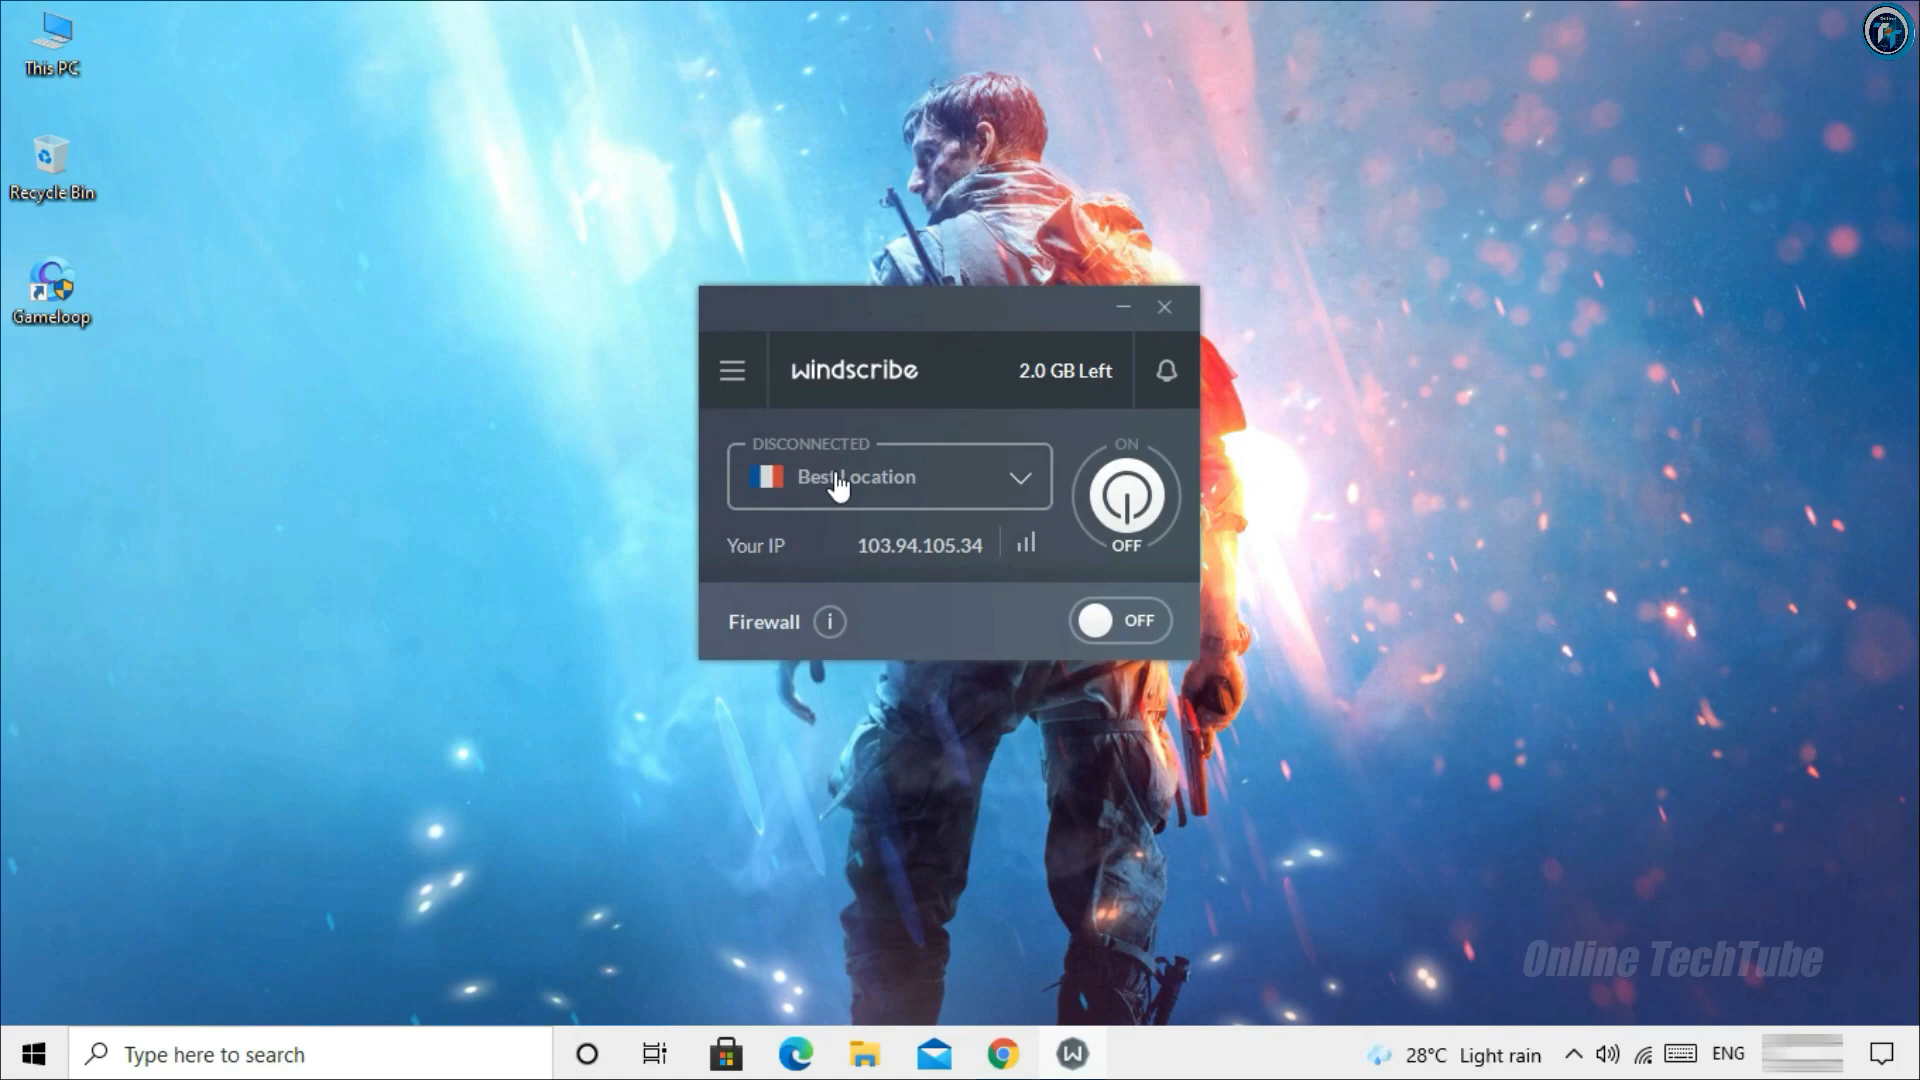 This PC
Recycle Bin
Gameloop
windscribe
2.0 GB Left
DISCONNECTED
Best Location
ON
OFF
Your IP
103.94.105.34
Firewall
i
OFF
Online TechTube
Type here to search
28°C Light rain
ENG